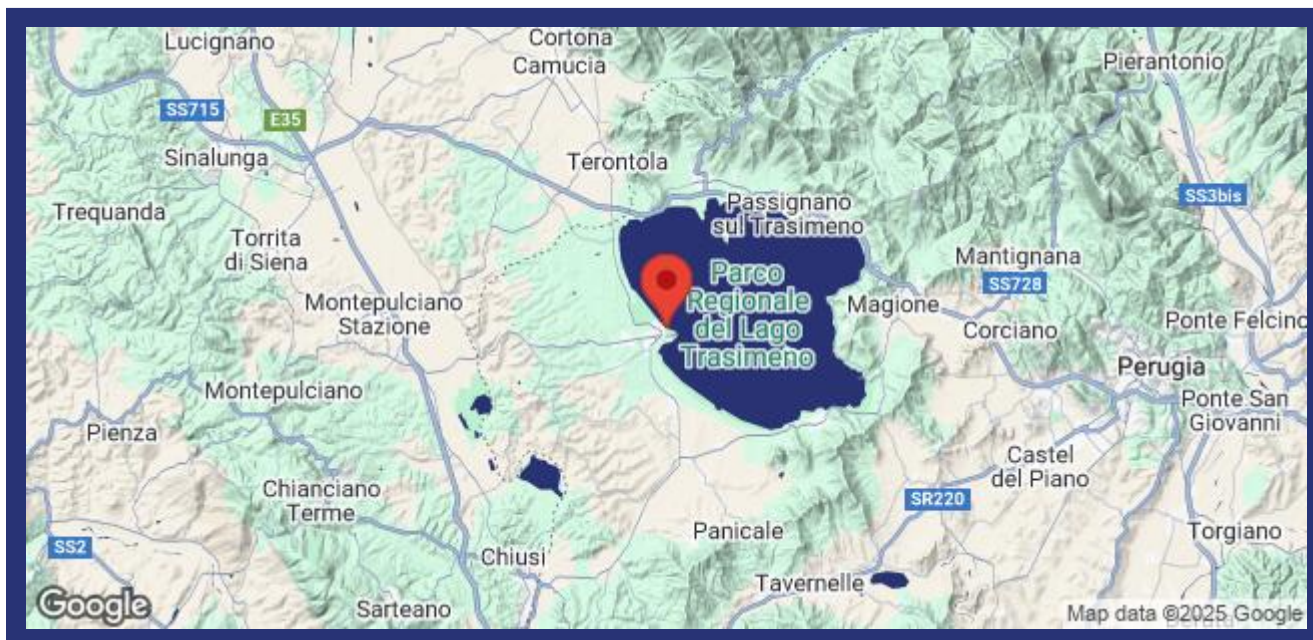 Lucignano
Cortona
Camucia
Pierantonio
SS715
E35
Sinalunga
Terontola
SS3bis
Trequanda
Passignano
sul Trasimeno
Torrita
di Siena
Mantignana
Parco
Regionale
del Lago
Trasimeno
SS728
Montepulciano
Stazione
Magione
Corciano
Ponte Felcino
Perugia
Montepulciano
Ponte San
Giovanni
Pienza
Castel
del Piano
Chianciano
Terme
SR220
Panicale
Torgiano
SS2
Chiusi
Tavernelle
Sarteano
Google
Map data ©2025 Google